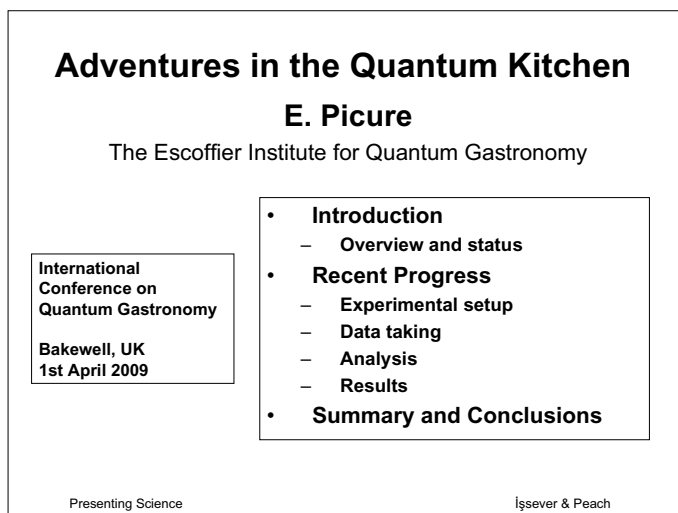 Adventures in the Quantum Kitchen
E. Picure
The Escoffier Institute for Quantum Gastronomy
International
Conference on
Quantum Gastronomy
Bakewell, UK
1st April 2009
• Introduction
– Overview and status
• Recent Progress
– Experimental setup
– Data taking
– Analysis
– Results
• Summary and Conclusions
Presenting Science
İşsever & Peach